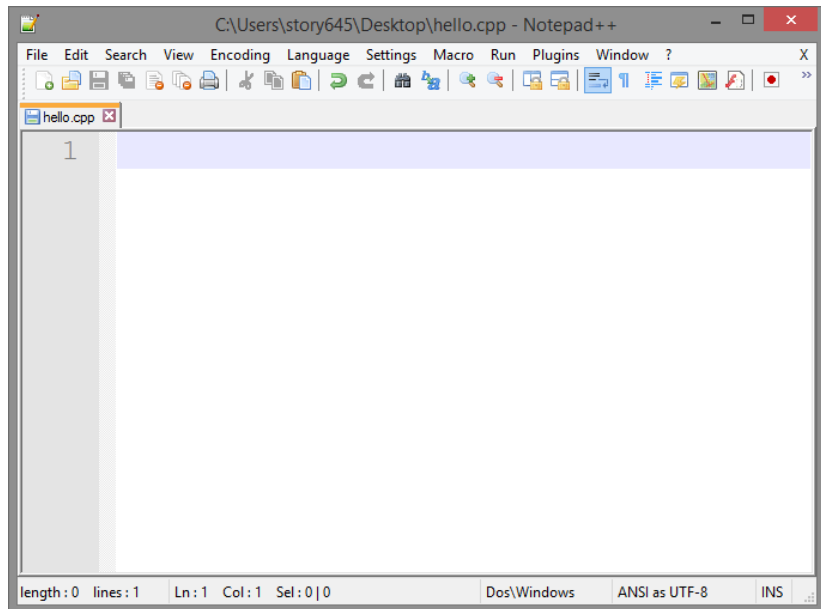 C:\Users\story645\Desktop\hello.cpp - Notepad++
File Edit Search View Encoding Language Settings Macro Run Plugins Window ? X
hello.cpp
1
length : 0 lines : 1 Ln : 1 Col : 1 Sel : 0 | 0 Dos\Windows ANSI as UTF-8 INS